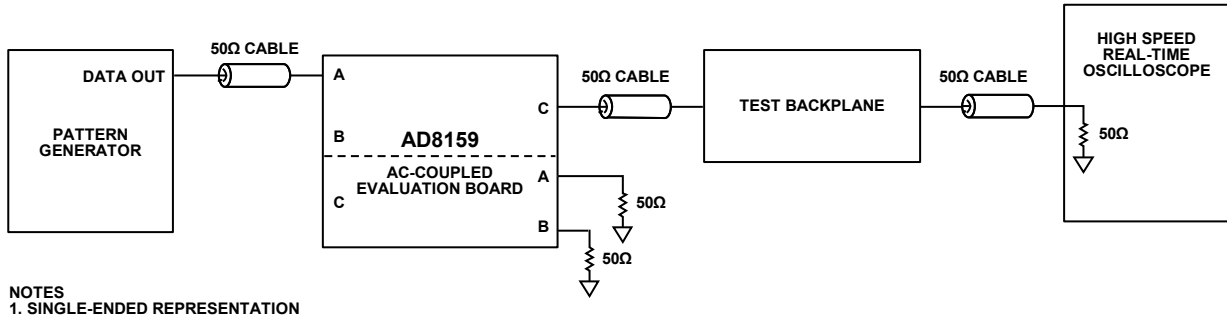 DATA OUT
PATTERN
GENERATOR
50Ω CABLE
A
B
C
AD8159
AC-COUPLED
EVALUATION BOARD
C
A
B
50Ω
50Ω
50Ω CABLE
TEST BACKPLANE
50Ω CABLE
HIGH SPEED
REAL-TIME
OSCILLOSCOPE
50Ω
NOTES
1. SINGLE-ENDED REPRESENTATION